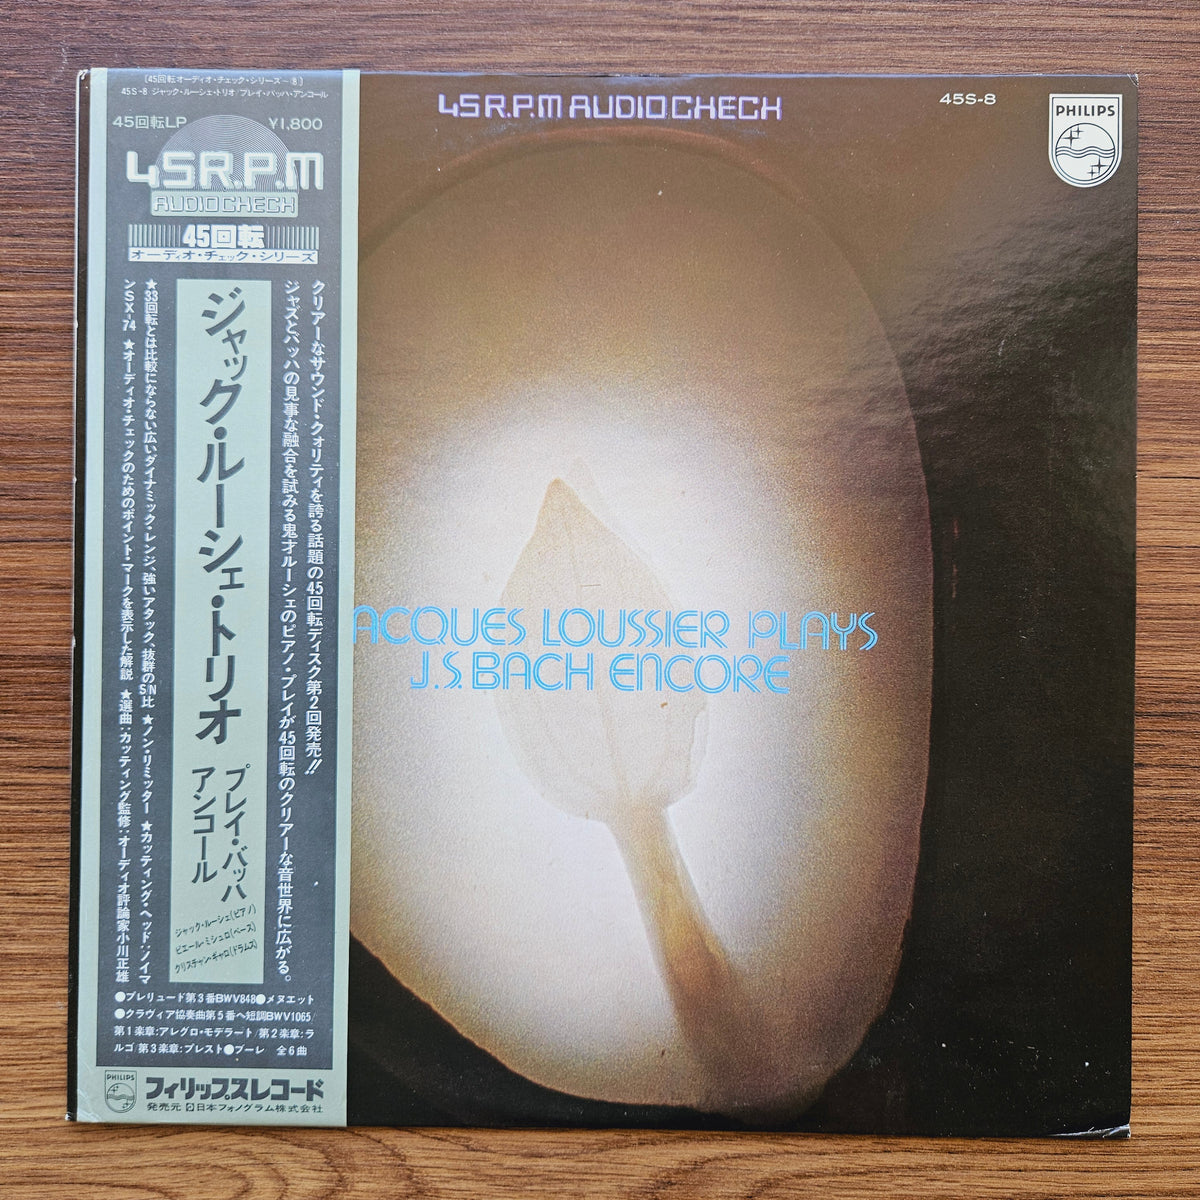 [45回転オーディオ・チェック・シリーズ-⑧]
45S-8 ジャック・ルーシェ・トリオ/プレイ・バッハ・アンコール
45回転LP ¥1,800
45R.P.M
AUDIO CHECH
45回転
オーディオ・チェック・シリーズ
クリアーなサウンド・クォリティを誇る話題の45回転ディスク第2回発売!!
ジャズとバッハの見事な融合を試みる鬼才ルーシェのピアノ・プレイが45回転のクリアーな音世界に広がる。
ジャック・ルーシェ・トリオ
プレイ・バッハ
アンコール
ジャック・ルーシェ(ピアノ)
ピエール・ミシュロ(ベース)
クリスチャン・ギャロ(ドラムス)
★33回転とは比較にならない広いダイナミック・レンジ、強いアタック、抜群のS/N比 ★ノン・リミッター ★カッティング・ヘッド:ノイマ
ンSX-74 ★オーディオ・チェックのためのポイント・マークを表示した解説 ★選曲:カッティング監修:オーディオ評論家小川正雄
●プレリュード第3番BWV848●メヌエット
●クラヴィア協奏曲第5番ヘ短調BWV1065/
第1楽章:アレグロ・モデラート/第2楽章:ラ
ルゴ/第3楽章:プレスト●ブーレ 全6曲
PHILIPS
フィリップスレコード
発売元 日本フォノグラム株式会社
45R.P.M AUDIO CHECH
45S-8
PHILIPS
ACQUES LOUSSIER PLAYS
J.S. BACH ENCORE